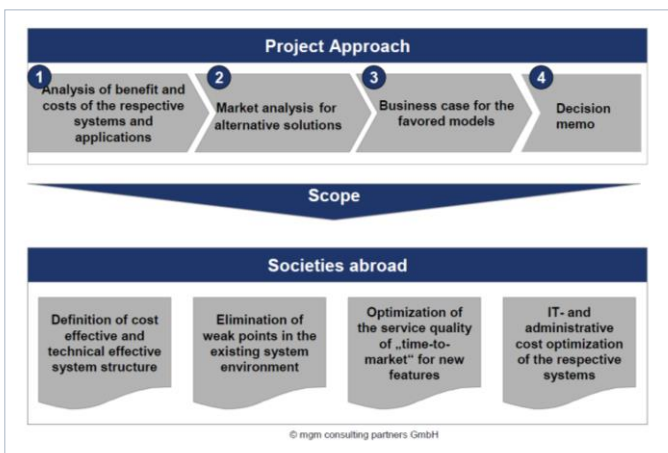 Project Approach
1
Analysis of benefit and
costs of the respective
systems and
applications
2
Market analysis for
alternative solutions
3
Business case for the
favored models
4
Decision
memo
Scope
Societies abroad
Definition of cost
effective and
technical effective
system structure
Elimination of
weak points in the
existing system
environment
Optimization of
the service quality
of „time-to-
market“ for new
features
IT- and
administrative
cost optimization
of the respective
systems
© mgm consulting partners GmbH